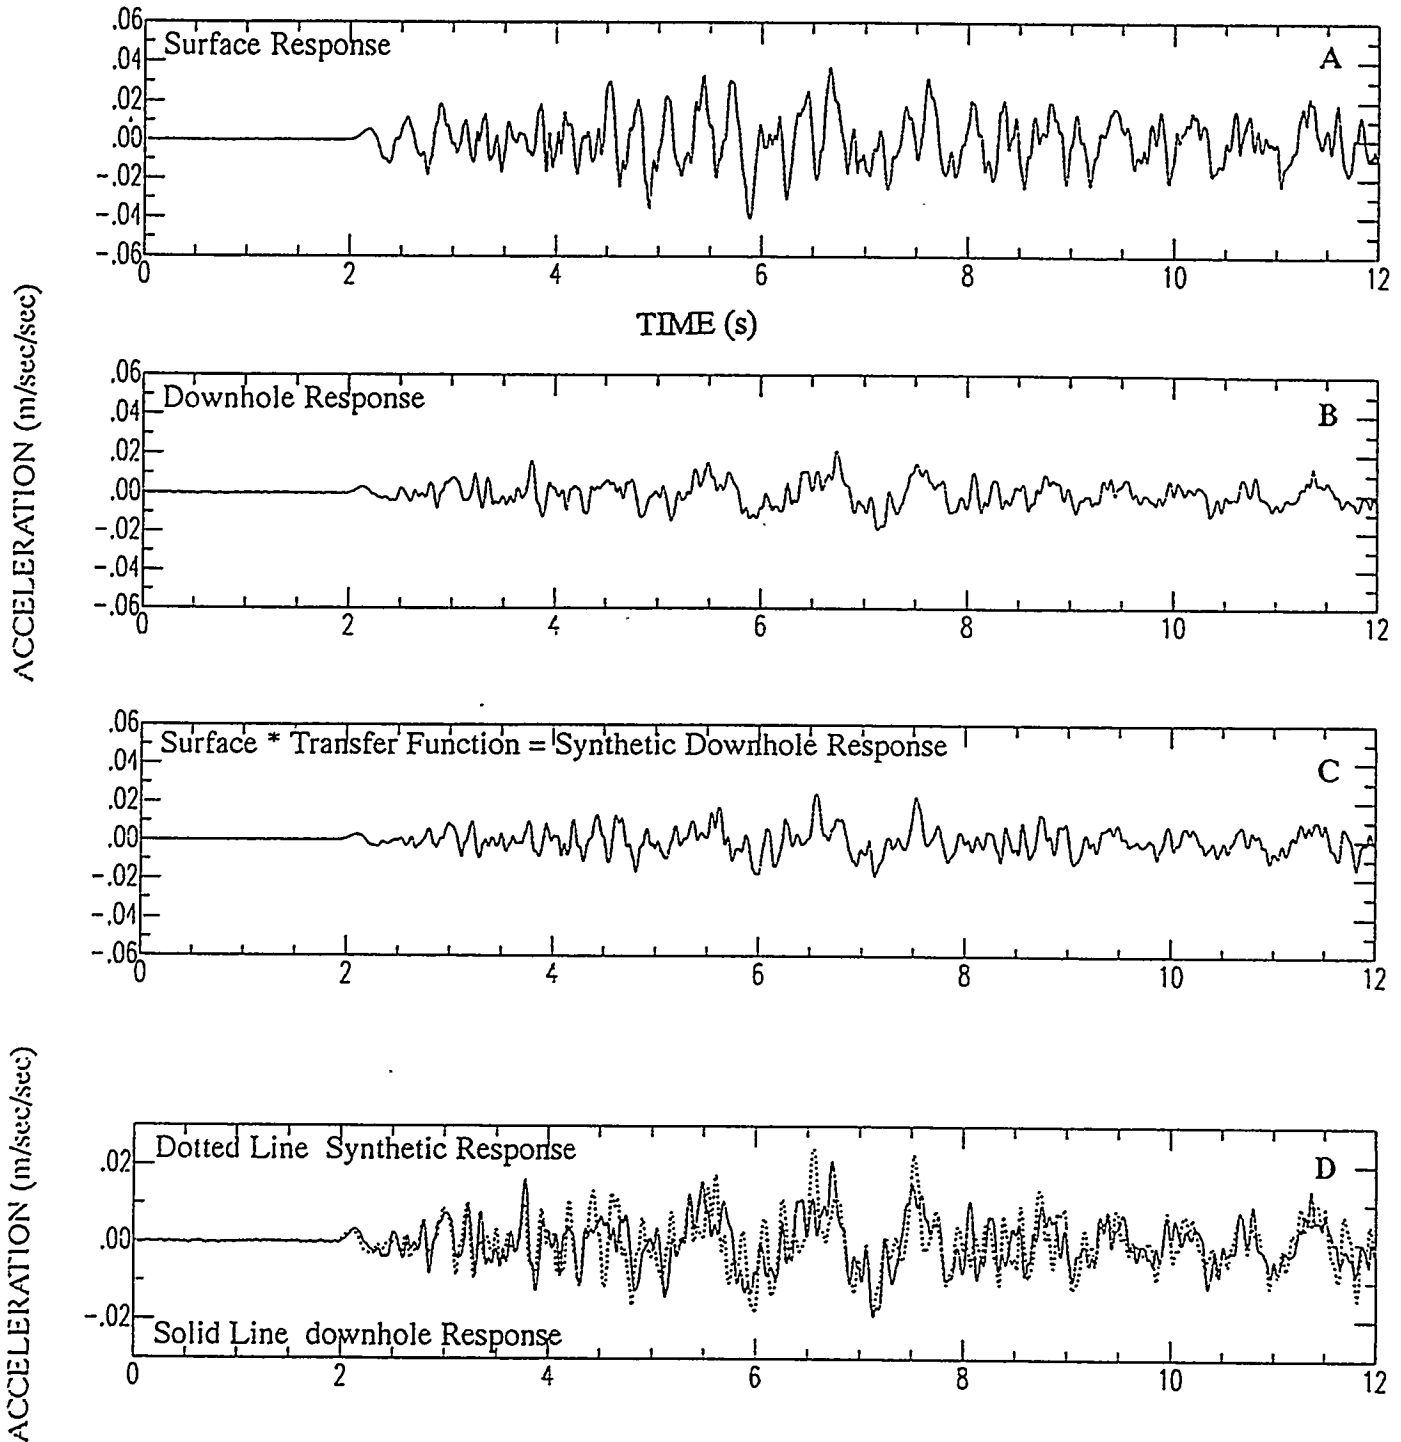 .06
Surface Response
A
.04
.02
.00
-.02
-.04
-.06
0 2 4 6 8 10 12
TIME (s)
ACCELERATION (m/sec/sec)
.06
Downhole Response
B
.04
.02
.00
-.02
-.04
-.06
0 2 4 6 8 10 12
.06
Surface * Transfer Function = Synthetic Downhole Response
C
.04
.02
.00
-.02
-.04
-.06
0 2 4 6 8 10 12
ACCELERATION (m/sec/sec)
Dotted Line Synthetic Response
D
.02
.00
-.02
Solid Line downhole Response
0 2 4 6 8 10 12